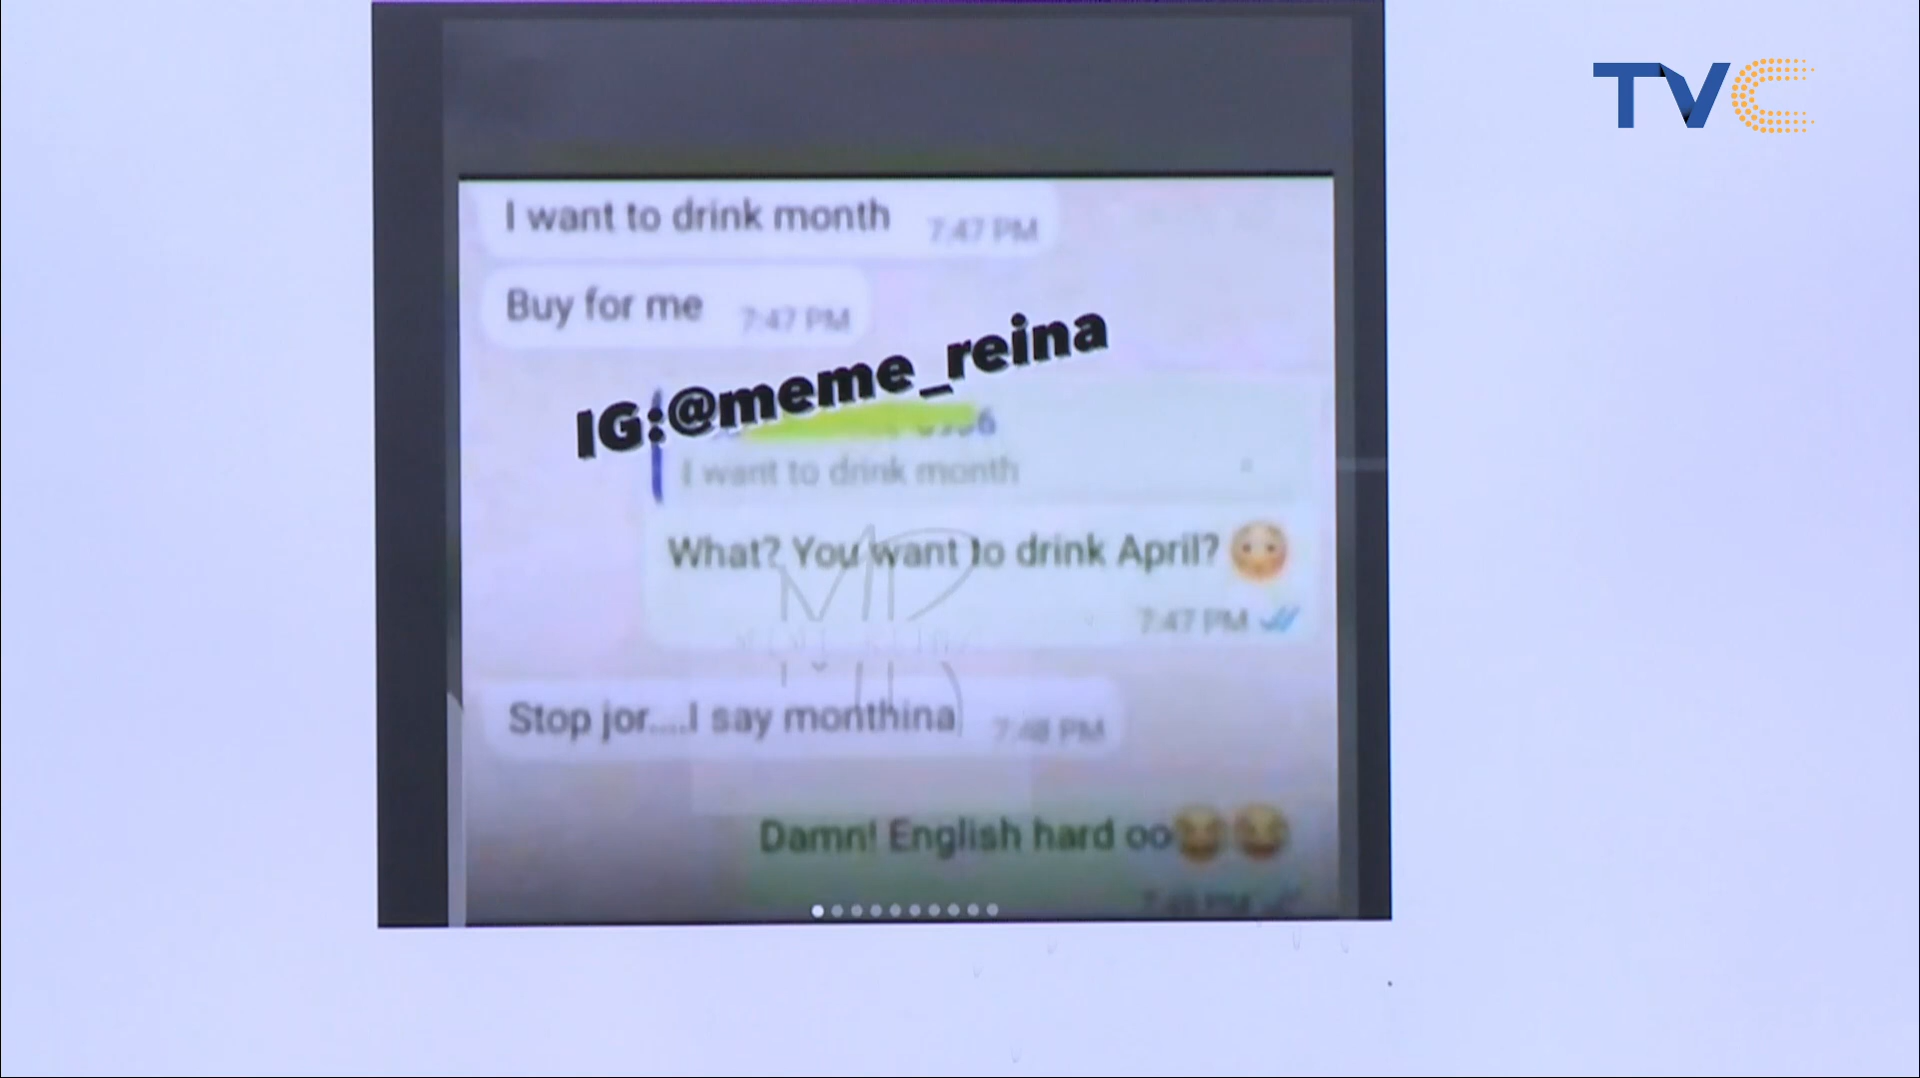 TVC
I want to drink month 7:47 PM
Buy for me 7:47 PM
IG:@meme_reina
I want to drink month
What? You want to drink April? 😳
7:47 PM
Stop jor....I say monthina 7:48 PM
Damn! English hard oo😆😆